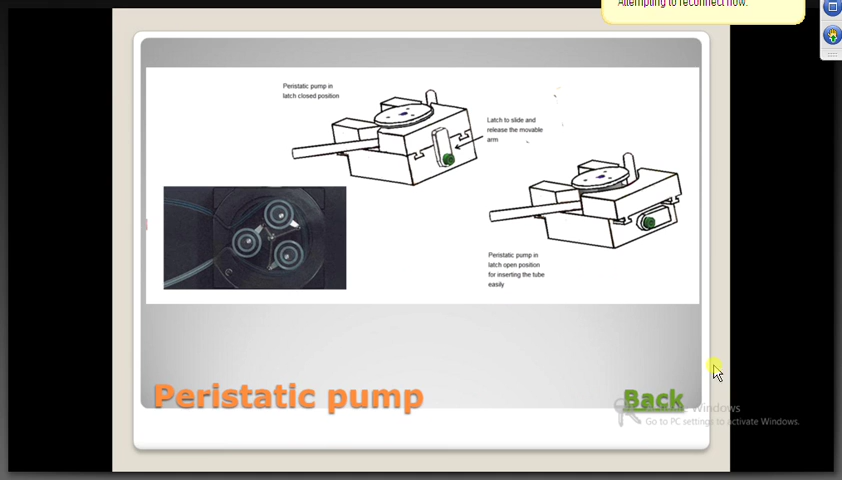 Attempting to reconnect now.
Peristatic pump in
latch closed position
Latch to slide and
release the movable
arm
Peristatic pump in
latch open position
for inserting the tube
easily
Peristatic pump
Back
Windows
Go to PC settings to activate Windows.